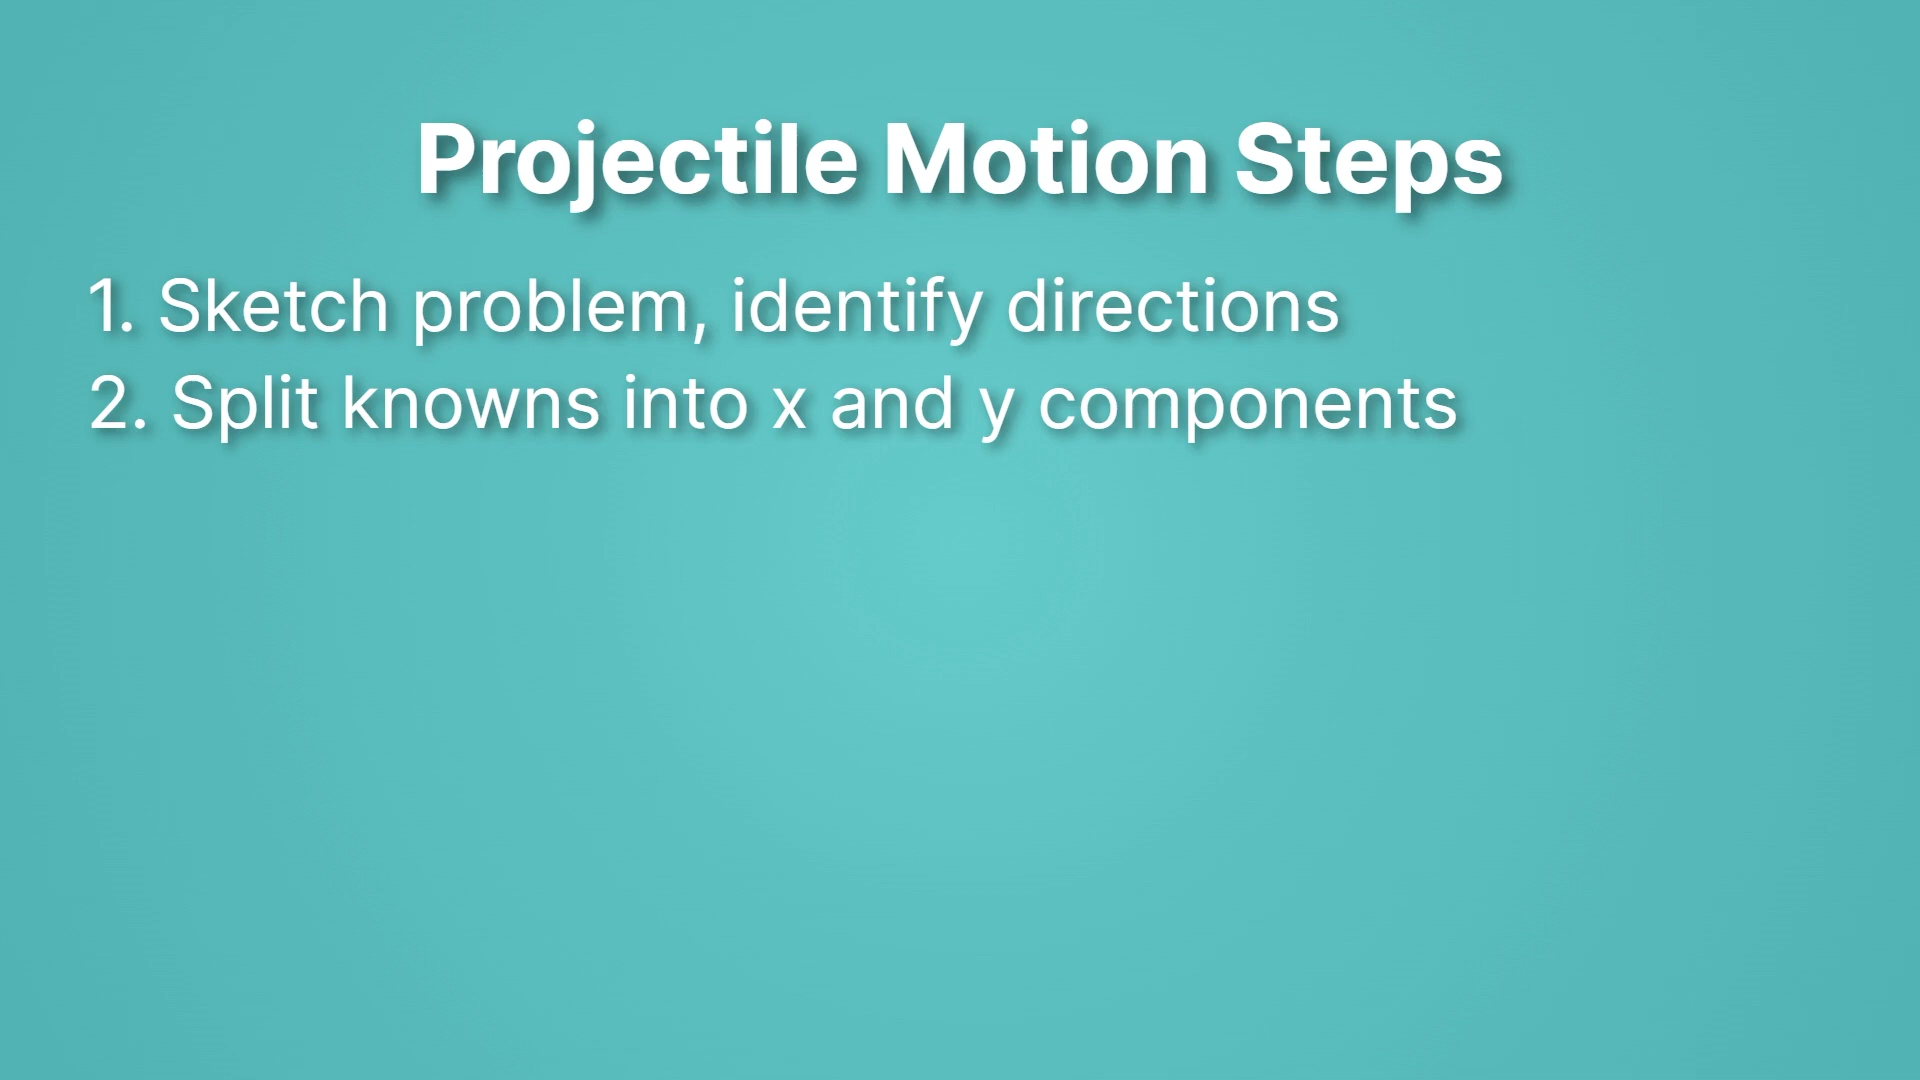 Projectile Motion Steps
1. Sketch problem, identify directions
2. Split knowns into x and y components